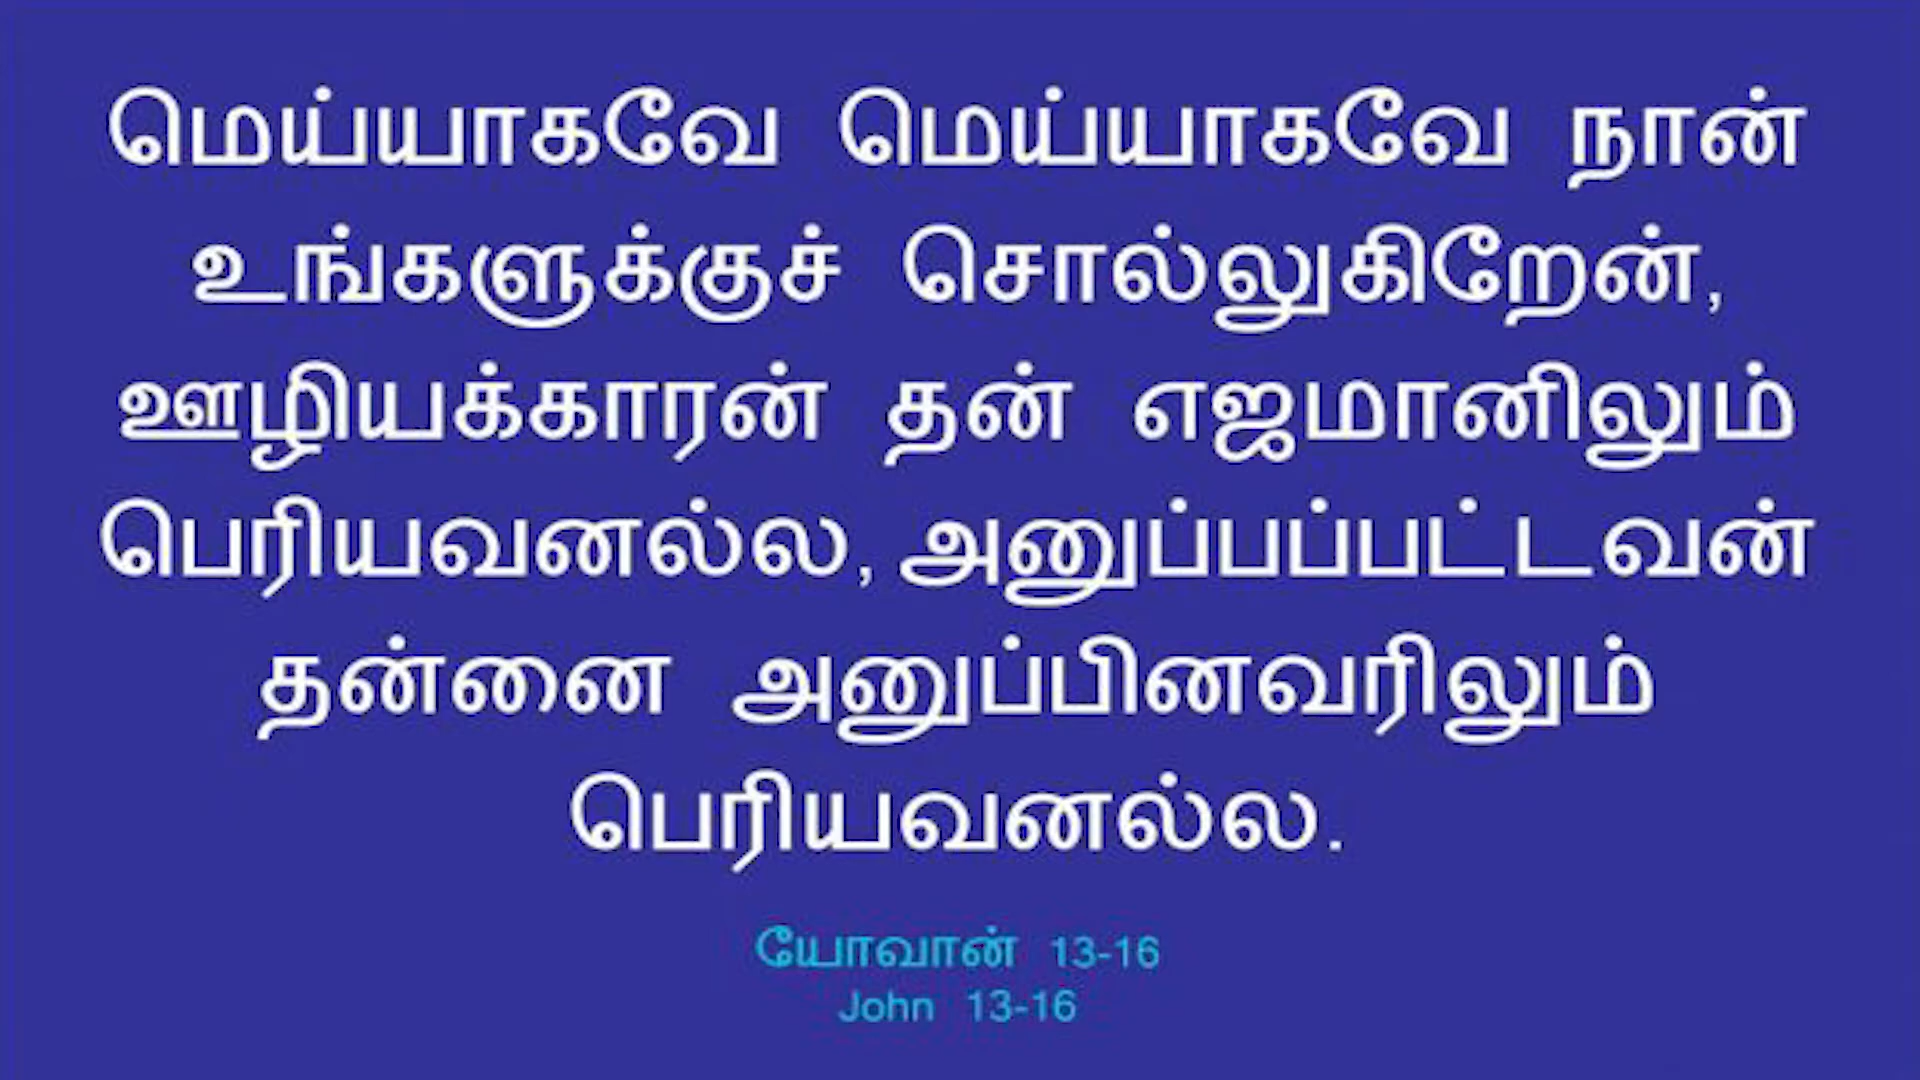 மெய்யாகவே மெய்யாகவே நான்
உங்களுக்குச் சொல்லுகிறேன்,
ஊழியக்காரன் தன் எஜமானிலும்
பெரியவனல்ல, அனுப்பப்பட்டவன்
தன்னை அனுப்பினவரிலும்
பெரியவனல்ல.
யோவான் 13-16
John 13-16